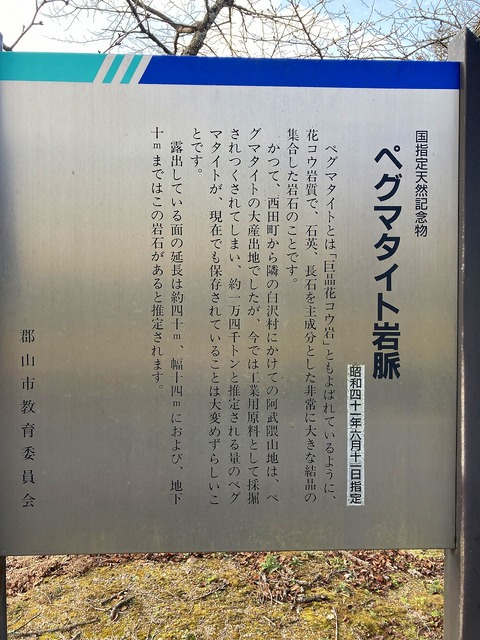 国指定天然記念物
ペグマタイト岩脈
昭和四十一年六月十一日指定
ペグマタイトとは「巨晶花コウ岩」ともよばれているように、
花コウ岩質で、石英、長石を主成分とした非常に大きな結晶の
集合した岩石のことです。
かつて、西田町から隣の白沢村にかけての阿武隈山地は、ペ
グマタイトの大産出地でしたが、今では工業用原料として採掘
されつくされてしまい、約一万四千トンと推定される量のペグ
マタイトが、現在でも保存されていることは大変めずらしいこ
とです。
露出している面の延長は約四十m、幅十四mにおよび、地下
十mまではこの岩石があると推定されます。
郡山市教育委員会